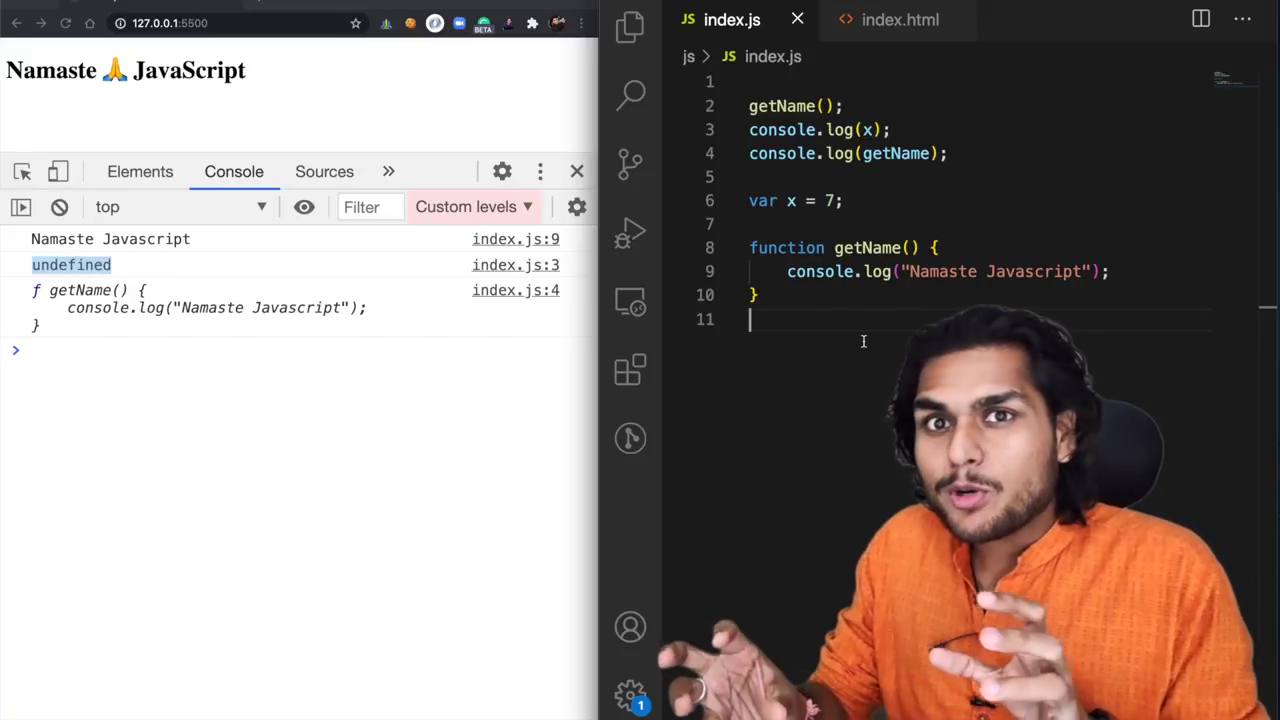 127.0.0.1:5500
BETA
Namaste 🙏 JavaScript
Elements Console Sources
top Filter Custom levels
Namaste Javascript index.js:9
undefined index.js:3
ƒ getName() { index.js:4
console.log("Namaste Javascript");
}
>
JS index.js <> index.html
js > JS index.js
1
2 getName();
3 console.log(x);
4 console.log(getName);
5
6 var x = 7;
7
8 function getName() {
9 console.log("Namaste Javascript");
10 }
11
1